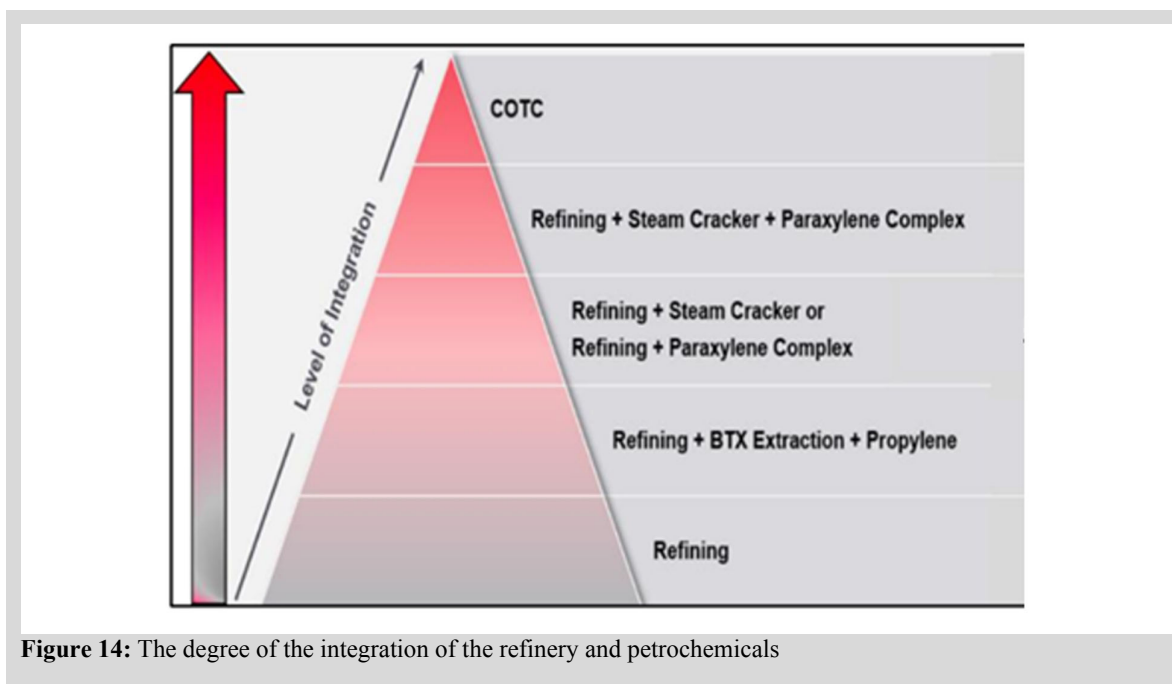 COTC
Refining + Steam Cracker + Paraxylene Complex
Level of Integration
Refining + Steam Cracker or
Refining + Paraxylene Complex
Refining + BTX Extraction + Propylene
Refining
Figure 14: The degree of the integration of the refinery and petrochemicals